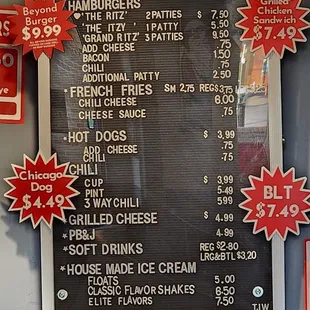 HAMBURGERS
"THE RITZ" 2 PATTIES $ 7.50
"THE ITZY" 1 PATTY 5.50
"GRAND RITZ" 3 PATTIES 9.50
ADD CHEESE .75
BACON 1.50
CHILI .75
ADDITIONAL PATTY 2.50
*FRENCH FRIES SM 2.75 REG$ 3.75
CHILI CHEESE 6.00
CHEESE SAUCE .75
*HOT DOGS $ 3.99
ADD CHEESE .75
CHILI .75
CHILI
CUP $ 3.99
PINT 5.49
3 WAY CHILI 5.99
*GRILLED CHEESE $ 4.99
*PB&J 4.99
*SOFT DRINKS REG $2.80
LRG&BTL $3.20
*HOUSE MADE ICE CREAM
FLOATS 5.00
CLASSIC FLAVOR SHAKES 6.50
ELITE FLAVORS 7.50
TJW
Beyond
Burger
$9.99
Grilled
Chicken
Sandwich
$7.49
Chicago
Dog
$4.49
BLT
$7.49